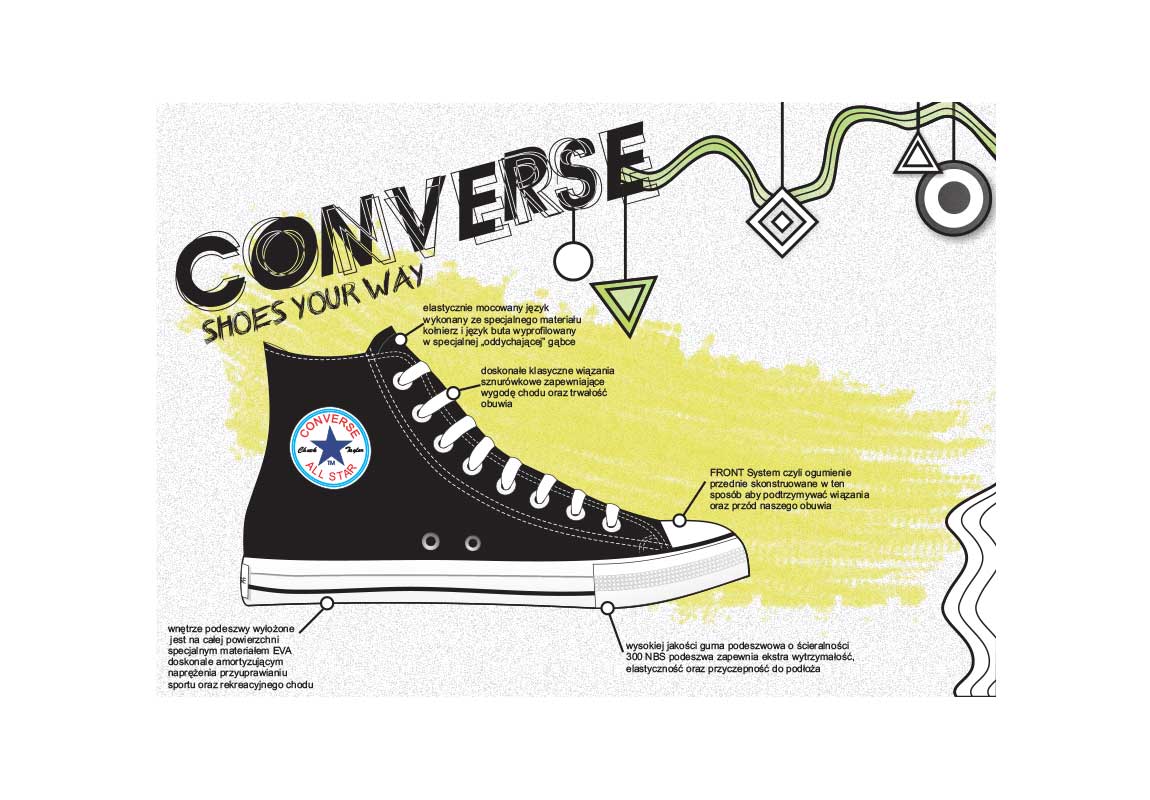 CONVERSE
SHOES YOUR WAY
elastycznie mocowany język
wykonany ze specjalnego materiału
kołnierz i język buta wyprofilowany
w specjalnej „oddychającej” gąbce
doskonałe klasyczne wiązania
sznurówkowe zapewniające
wygodę chodu oraz trwałość
obuwia
CONVERSE
Chuck Taylor
TM
ALL STAR
FRONT System czyli ogumienie
przednie skonstruowane w ten
sposób aby podtrzymywać wiązania
oraz przód naszego obuwia
wnętrze podeszwy wyłożone
jest na całej powierzchni
specjalnym materiałem EVA
doskonale amortyzującym
naprężenia przyuprawianiu
sportu oraz rekreacyjnego chodu
wysokiej jakości guma podeszwowa o ścieralności
300 NBS podeszwa zapewnia ekstra wytrzymałość,
elastyczność oraz przyczepność do podłoża